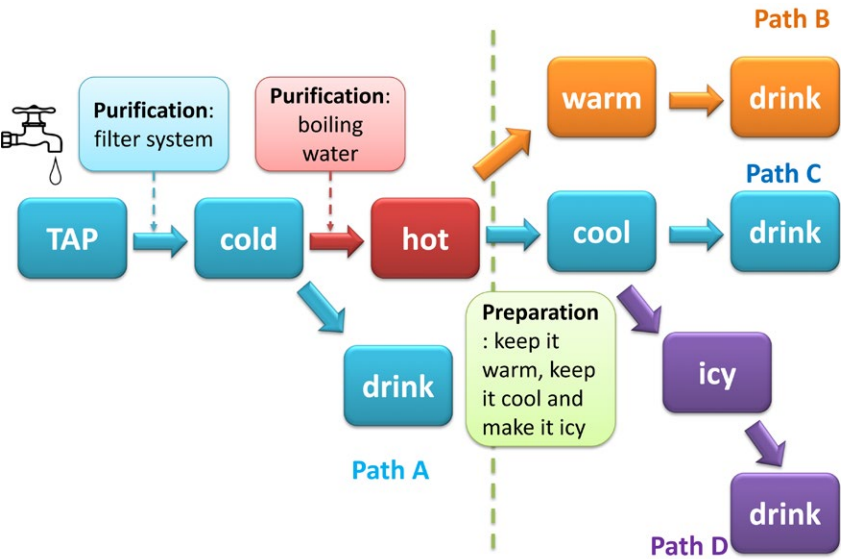 Path B
Purification:
filter system
Purification:
boiling
water
warm
drink
Path C
TAP
cold
hot
cool
drink
Preparation
: keep it
warm, keep
it cool and
make it icy
drink
icy
Path A
drink
Path D